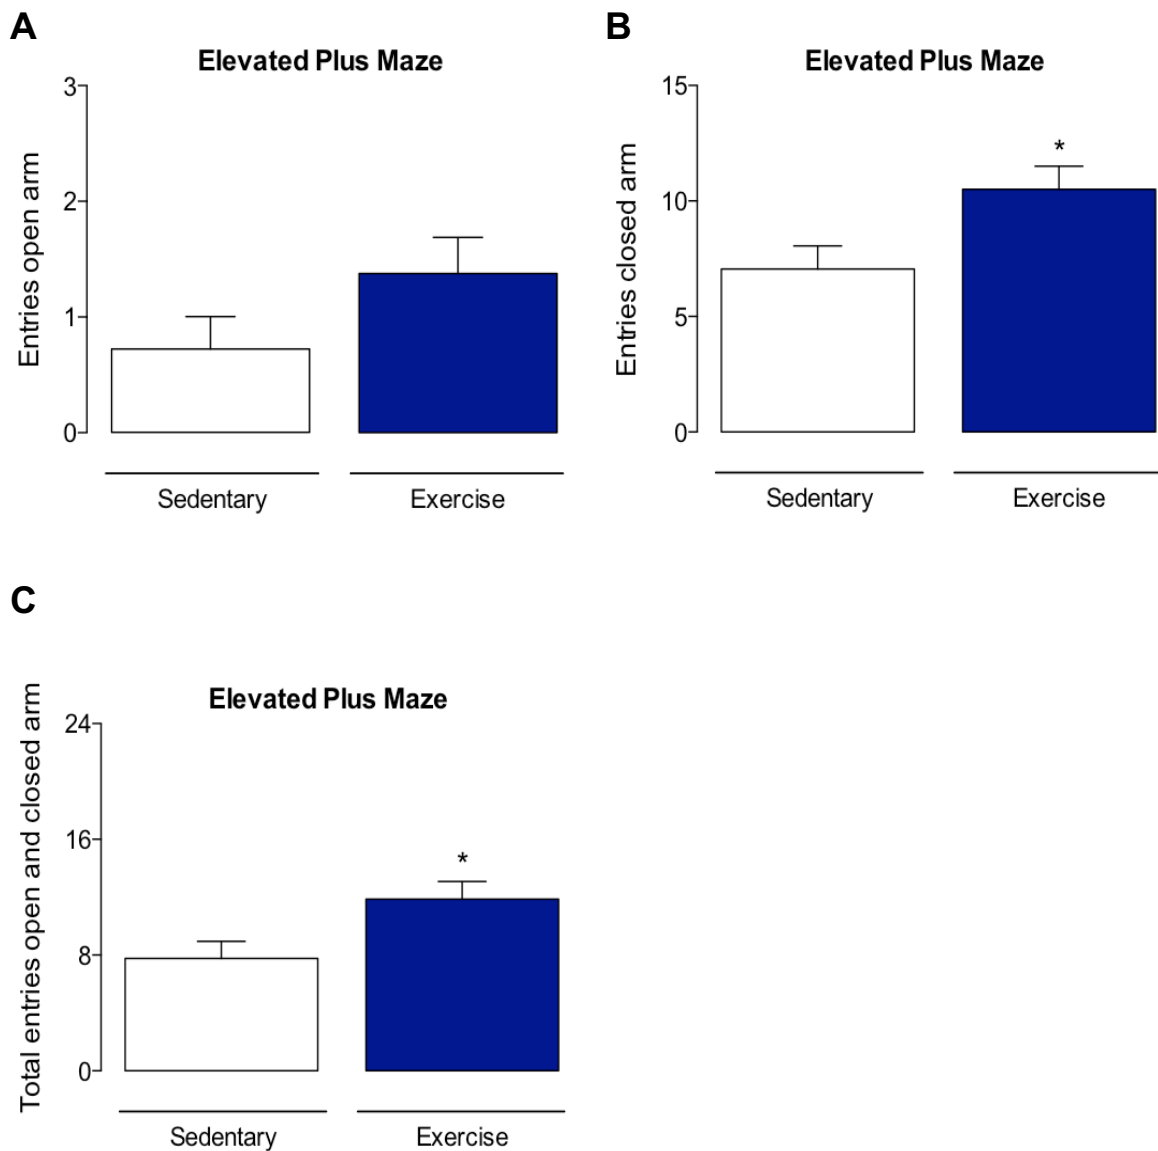 A
Elevated Plus Maze
Entries open arm
3
2
1
0
Sedentary
Exercise
B
Elevated Plus Maze
Entries closed arm
15
10
5
0
*
Sedentary
Exercise
C
Elevated Plus Maze
Total entries open and closed arm
24
16
8
0
*
Sedentary
Exercise